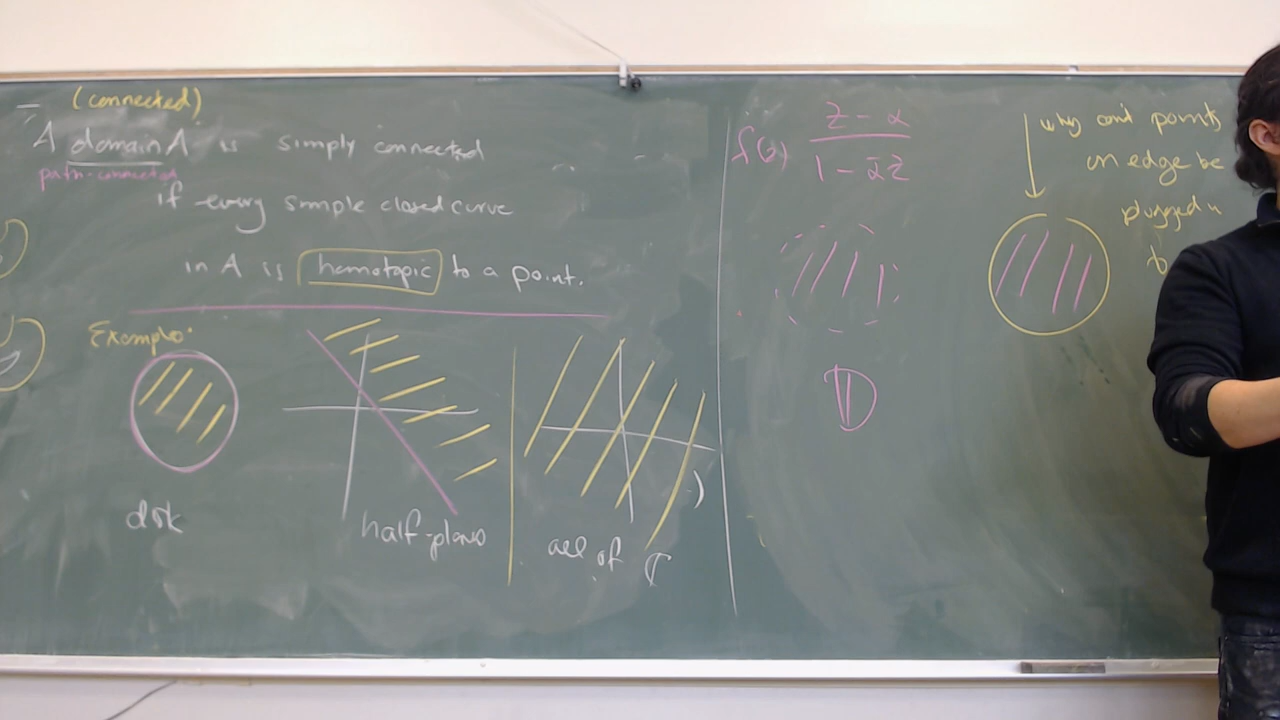 (connected)
A domain A is simply connected
path-connected
if every simple closed curve
in A is homotopic to a point.
Examples:
disk
half-plane
all of ℂ
f(z)
z - α
1 - ᾱz
𝔻
why can't points
on edge be
plugged in